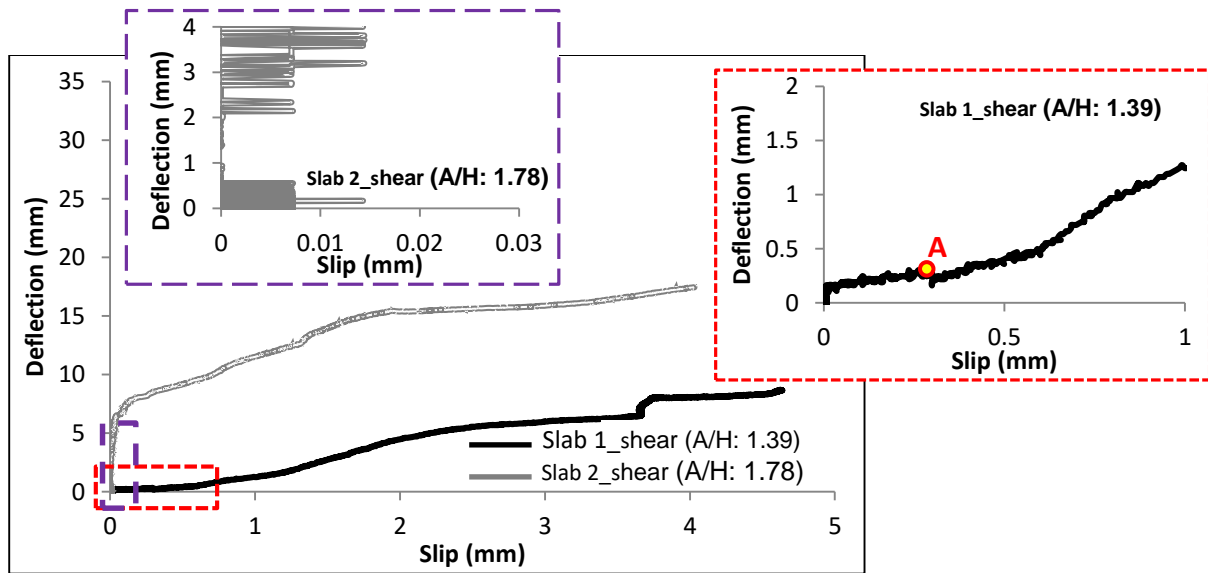 4
3
2
1
0
Deflection (mm)
Slab 2_shear (A/H: 1.78)
0 0.01 0.02 0.03
Slip (mm)
2
1.5
1
0.5
0
Deflection (mm)
Slab 1_shear (A/H: 1.39)
A
0 0.5 1
Slip (mm)
35
30
25
20
15
10
5
0
Deflection (mm)
Slab 1_shear (A/H: 1.39)
Slab 2_shear (A/H: 1.78)
0 1 2 3 4 5
Slip (mm)